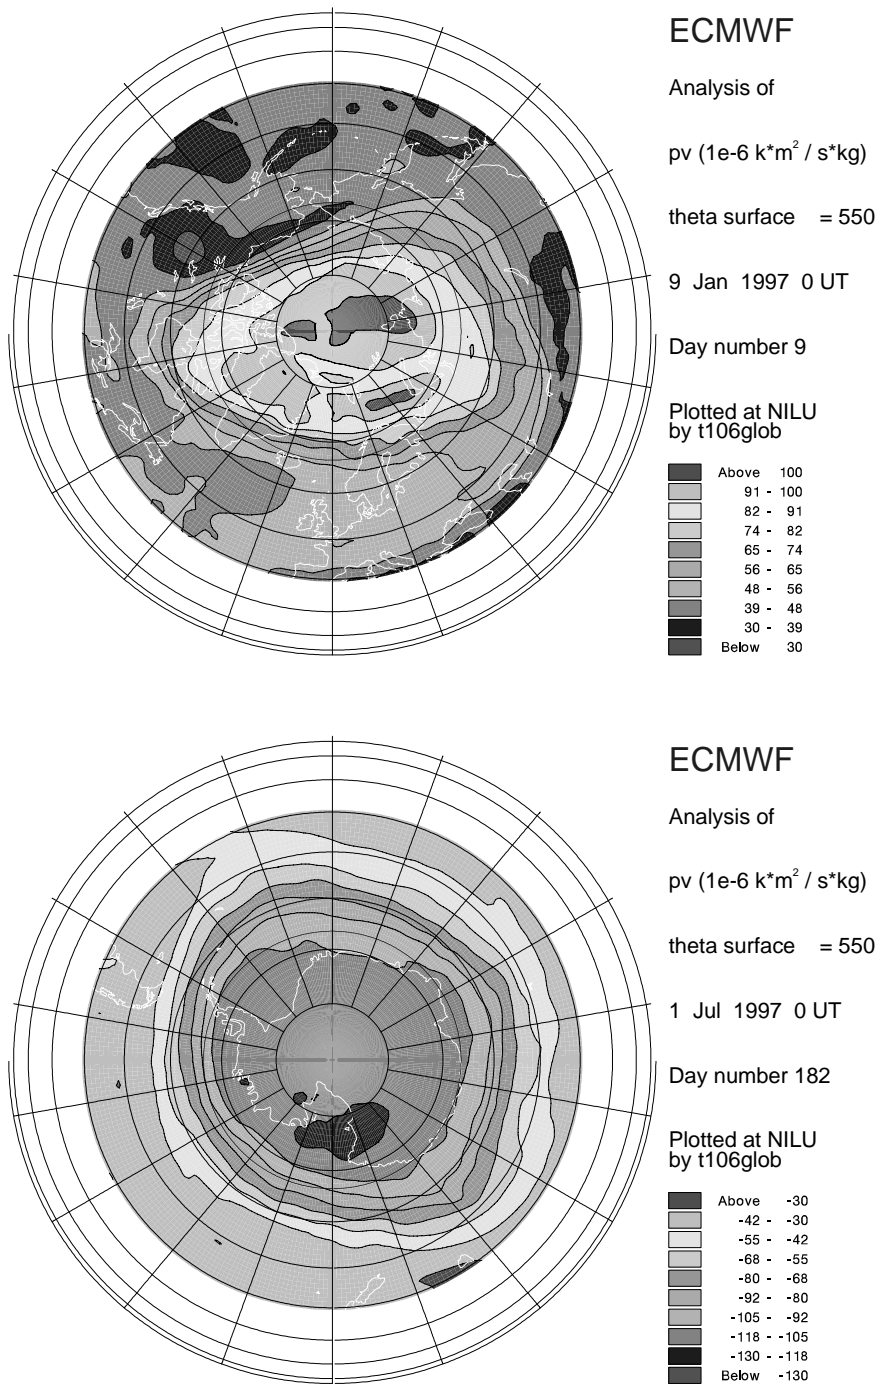 ECMWF
Analysis of
pv (1e-6 k*m² / s*kg)
theta surface = 550
9 Jan 1997 0 UT
Day number 9
Plotted at NILU
by t106glob
Above 100
91 - 100
82 - 91
74 - 82
65 - 74
56 - 65
48 - 56
39 - 48
30 - 39
Below 30
ECMWF
Analysis of
pv (1e-6 k*m² / s*kg)
theta surface = 550
1 Jul 1997 0 UT
Day number 182
Plotted at NILU
by t106glob
Above -30
-42 - -30
-55 - -42
-68 - -55
-80 - -68
-92 - -80
-105 - -92
-118 - -105
-130 - -118
Below -130